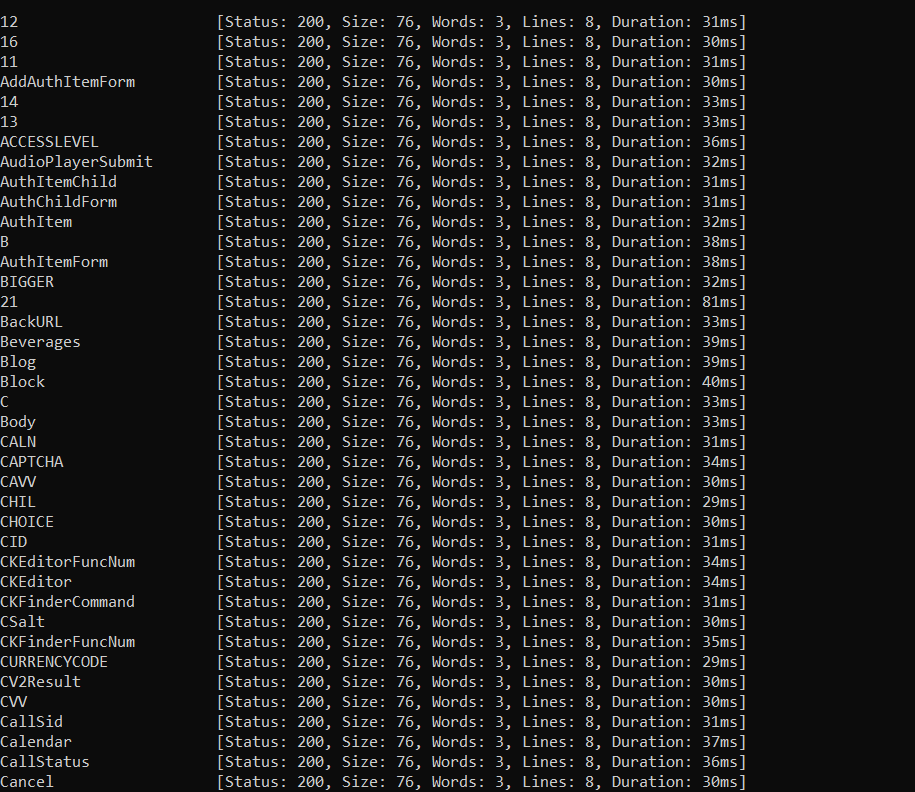 12 [Status: 200, Size: 76, Words: 3, Lines: 8, Duration: 31ms]
16 [Status: 200, Size: 76, Words: 3, Lines: 8, Duration: 30ms]
11 [Status: 200, Size: 76, Words: 3, Lines: 8, Duration: 31ms]
AddAuthItemForm [Status: 200, Size: 76, Words: 3, Lines: 8, Duration: 30ms]
14 [Status: 200, Size: 76, Words: 3, Lines: 8, Duration: 33ms]
13 [Status: 200, Size: 76, Words: 3, Lines: 8, Duration: 33ms]
ACCESSLEVEL [Status: 200, Size: 76, Words: 3, Lines: 8, Duration: 36ms]
AudioPlayerSubmit [Status: 200, Size: 76, Words: 3, Lines: 8, Duration: 32ms]
AuthItemChild [Status: 200, Size: 76, Words: 3, Lines: 8, Duration: 31ms]
AuthChildForm [Status: 200, Size: 76, Words: 3, Lines: 8, Duration: 31ms]
AuthItem [Status: 200, Size: 76, Words: 3, Lines: 8, Duration: 32ms]
B [Status: 200, Size: 76, Words: 3, Lines: 8, Duration: 38ms]
AuthItemForm [Status: 200, Size: 76, Words: 3, Lines: 8, Duration: 38ms]
BIGGER [Status: 200, Size: 76, Words: 3, Lines: 8, Duration: 32ms]
21 [Status: 200, Size: 76, Words: 3, Lines: 8, Duration: 81ms]
BackURL [Status: 200, Size: 76, Words: 3, Lines: 8, Duration: 33ms]
Beverages [Status: 200, Size: 76, Words: 3, Lines: 8, Duration: 39ms]
Blog [Status: 200, Size: 76, Words: 3, Lines: 8, Duration: 39ms]
Block [Status: 200, Size: 76, Words: 3, Lines: 8, Duration: 40ms]
C [Status: 200, Size: 76, Words: 3, Lines: 8, Duration: 33ms]
Body [Status: 200, Size: 76, Words: 3, Lines: 8, Duration: 33ms]
CALN [Status: 200, Size: 76, Words: 3, Lines: 8, Duration: 31ms]
CAPTCHA [Status: 200, Size: 76, Words: 3, Lines: 8, Duration: 34ms]
CAVV [Status: 200, Size: 76, Words: 3, Lines: 8, Duration: 30ms]
CHIL [Status: 200, Size: 76, Words: 3, Lines: 8, Duration: 29ms]
CHOICE [Status: 200, Size: 76, Words: 3, Lines: 8, Duration: 30ms]
CID [Status: 200, Size: 76, Words: 3, Lines: 8, Duration: 31ms]
CKEditorFuncNum [Status: 200, Size: 76, Words: 3, Lines: 8, Duration: 34ms]
CKEditor [Status: 200, Size: 76, Words: 3, Lines: 8, Duration: 34ms]
CKFinderCommand [Status: 200, Size: 76, Words: 3, Lines: 8, Duration: 31ms]
CSalt [Status: 200, Size: 76, Words: 3, Lines: 8, Duration: 30ms]
CKFinderFuncNum [Status: 200, Size: 76, Words: 3, Lines: 8, Duration: 35ms]
CURRENCYCODE [Status: 200, Size: 76, Words: 3, Lines: 8, Duration: 29ms]
CV2Result [Status: 200, Size: 76, Words: 3, Lines: 8, Duration: 30ms]
CVV [Status: 200, Size: 76, Words: 3, Lines: 8, Duration: 30ms]
CallSid [Status: 200, Size: 76, Words: 3, Lines: 8, Duration: 31ms]
Calendar [Status: 200, Size: 76, Words: 3, Lines: 8, Duration: 37ms]
CallStatus [Status: 200, Size: 76, Words: 3, Lines: 8, Duration: 36ms]
Cancel [Status: 200, Size: 76, Words: 3, Lines: 8, Duration: 30ms]